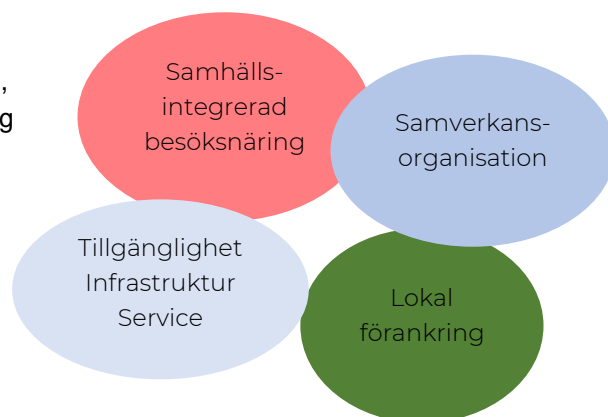 ,
g
Samhälls-
integrerad
besöksnäring
Samverkans-
organisation
Tillgänglighet
Infrastruktur
Service
Lokal
förankring